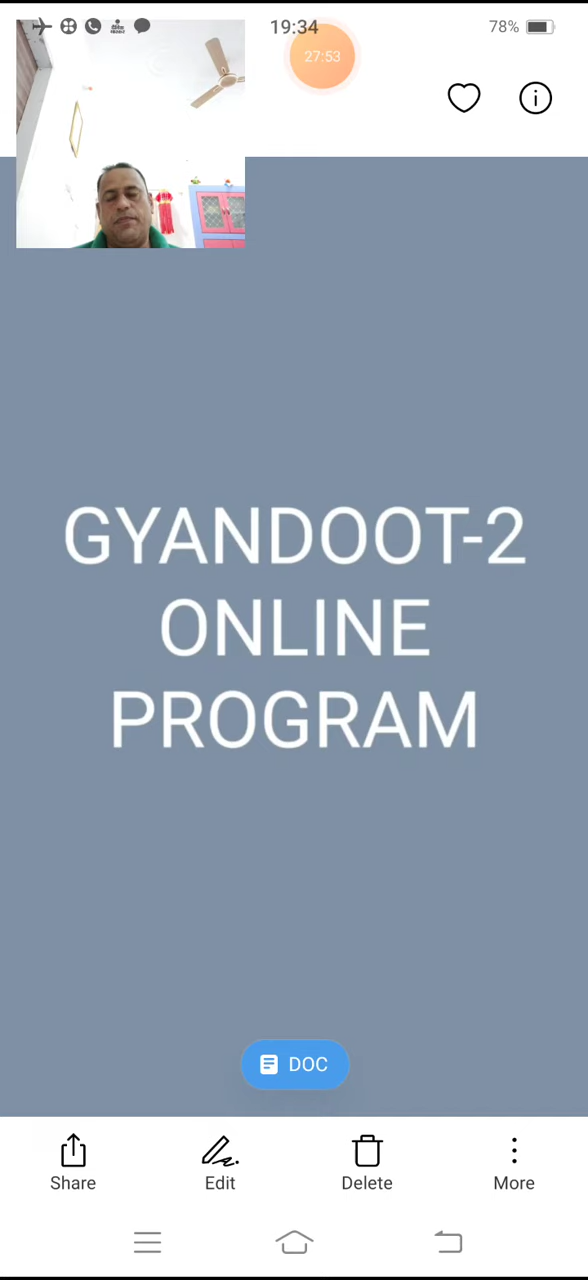 19:34
78%
27:53
GYANDOOT-2
ONLINE
PROGRAM
DOC
Share
Edit
Delete
More